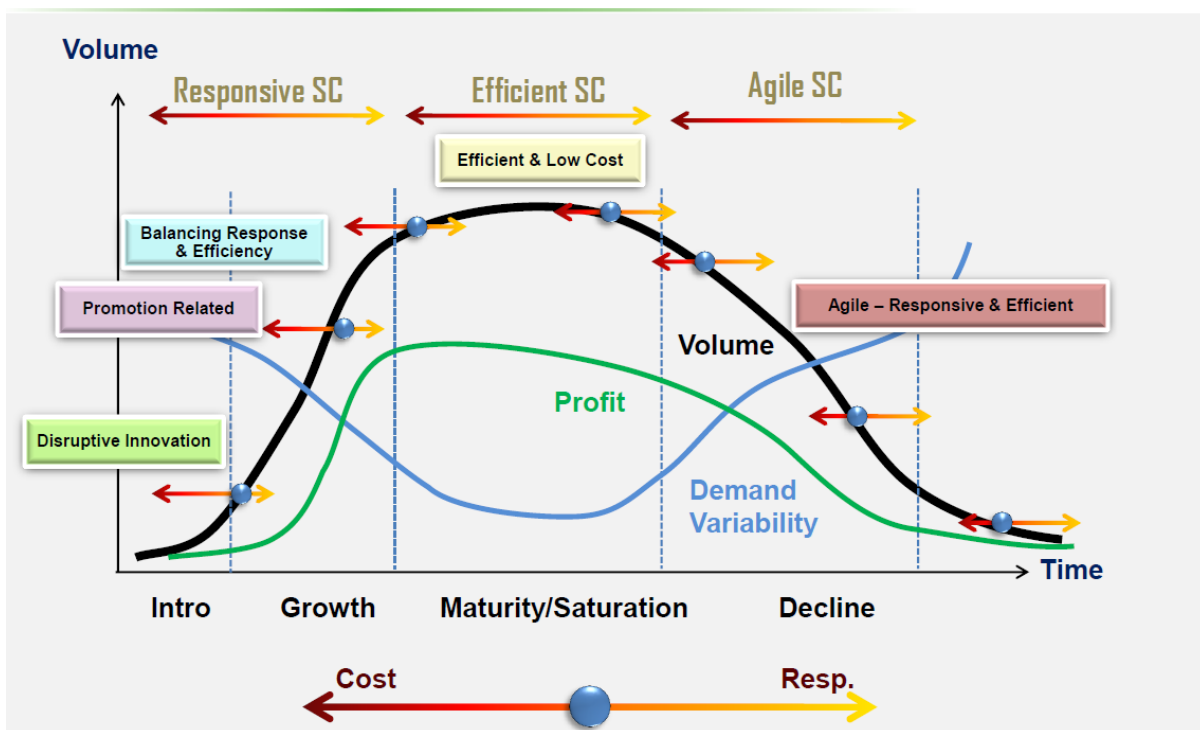 Volume
Responsive SC
Efficient SC
Agile SC
Efficient & Low Cost
Balancing Response
& Efficiency
Promotion Related
Agile – Responsive & Efficient
Volume
Profit
Disruptive Innovation
Demand
Variability
Time
Intro
Growth
Maturity/Saturation
Decline
Cost
Resp.